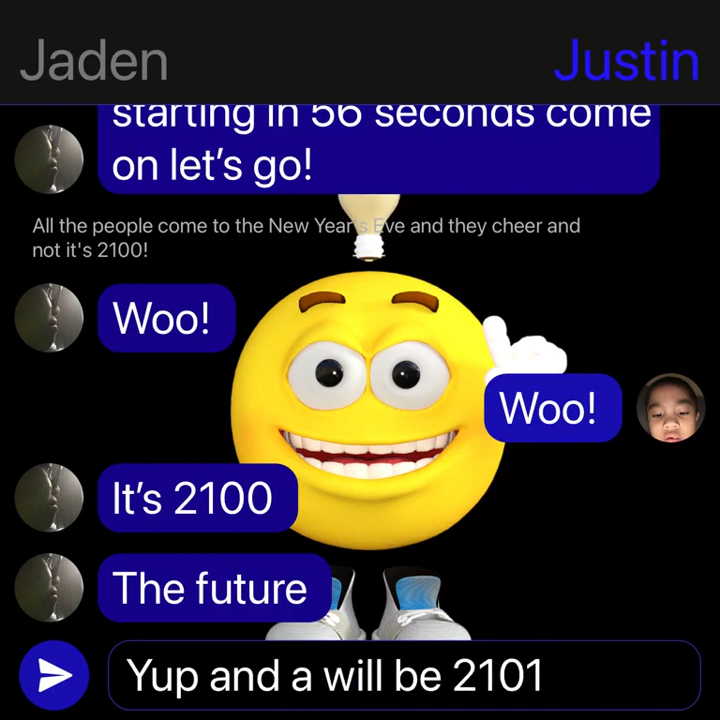 Jaden
Justin
starting in 56 seconds come
on let's go!
All the people come to the New Year's Eve and they cheer and
not it's 2100!
Woo!
Woo!
It's 2100
The future
Yup and a will be 2101